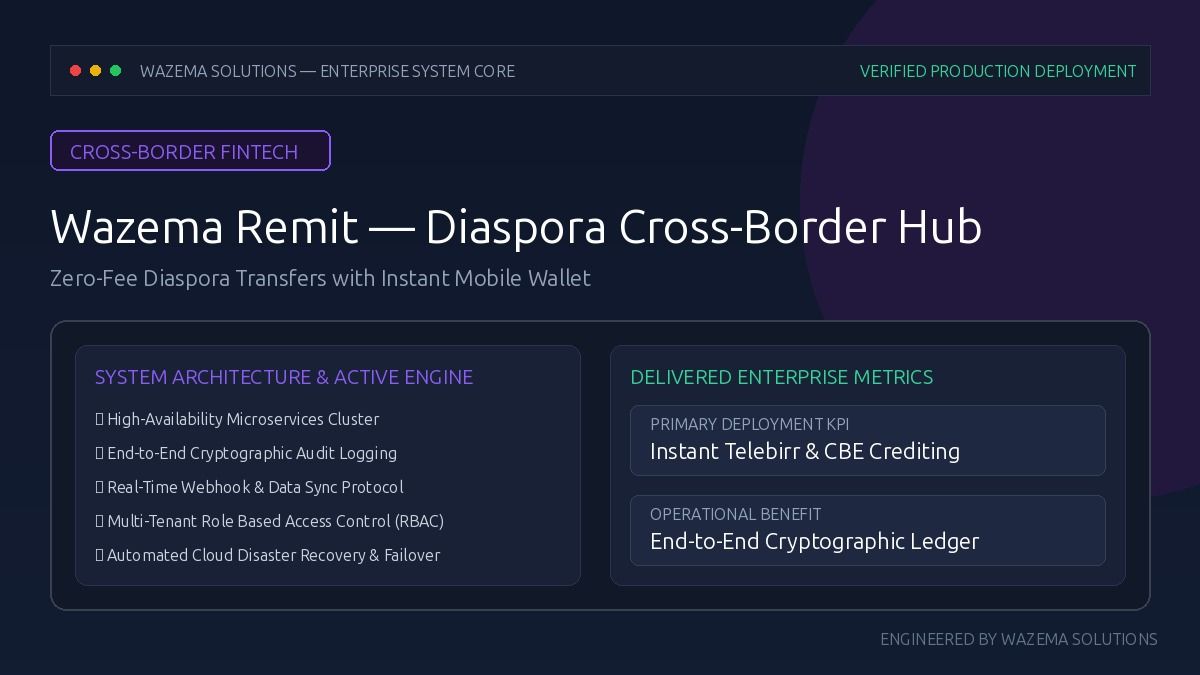 WAZEMA SOLUTIONS — ENTERPRISE SYSTEM CORE
VERIFIED PRODUCTION DEPLOYMENT
CROSS-BORDER FINTECH
Wazema Remit — Diaspora Cross-Border Hub
Zero-Fee Diaspora Transfers with Instant Mobile Wallet
SYSTEM ARCHITECTURE & ACTIVE ENGINE
High-Availability Microservices Cluster
End-to-End Cryptographic Audit Logging
Real-Time Webhook & Data Sync Protocol
Multi-Tenant Role Based Access Control (RBAC)
Automated Cloud Disaster Recovery & Failover
DELIVERED ENTERPRISE METRICS
PRIMARY DEPLOYMENT KPI
Instant Telebirr & CBE Crediting
OPERATIONAL BENEFIT
End-to-End Cryptographic Ledger
ENGINEERED BY WAZEMA SOLUTIONS